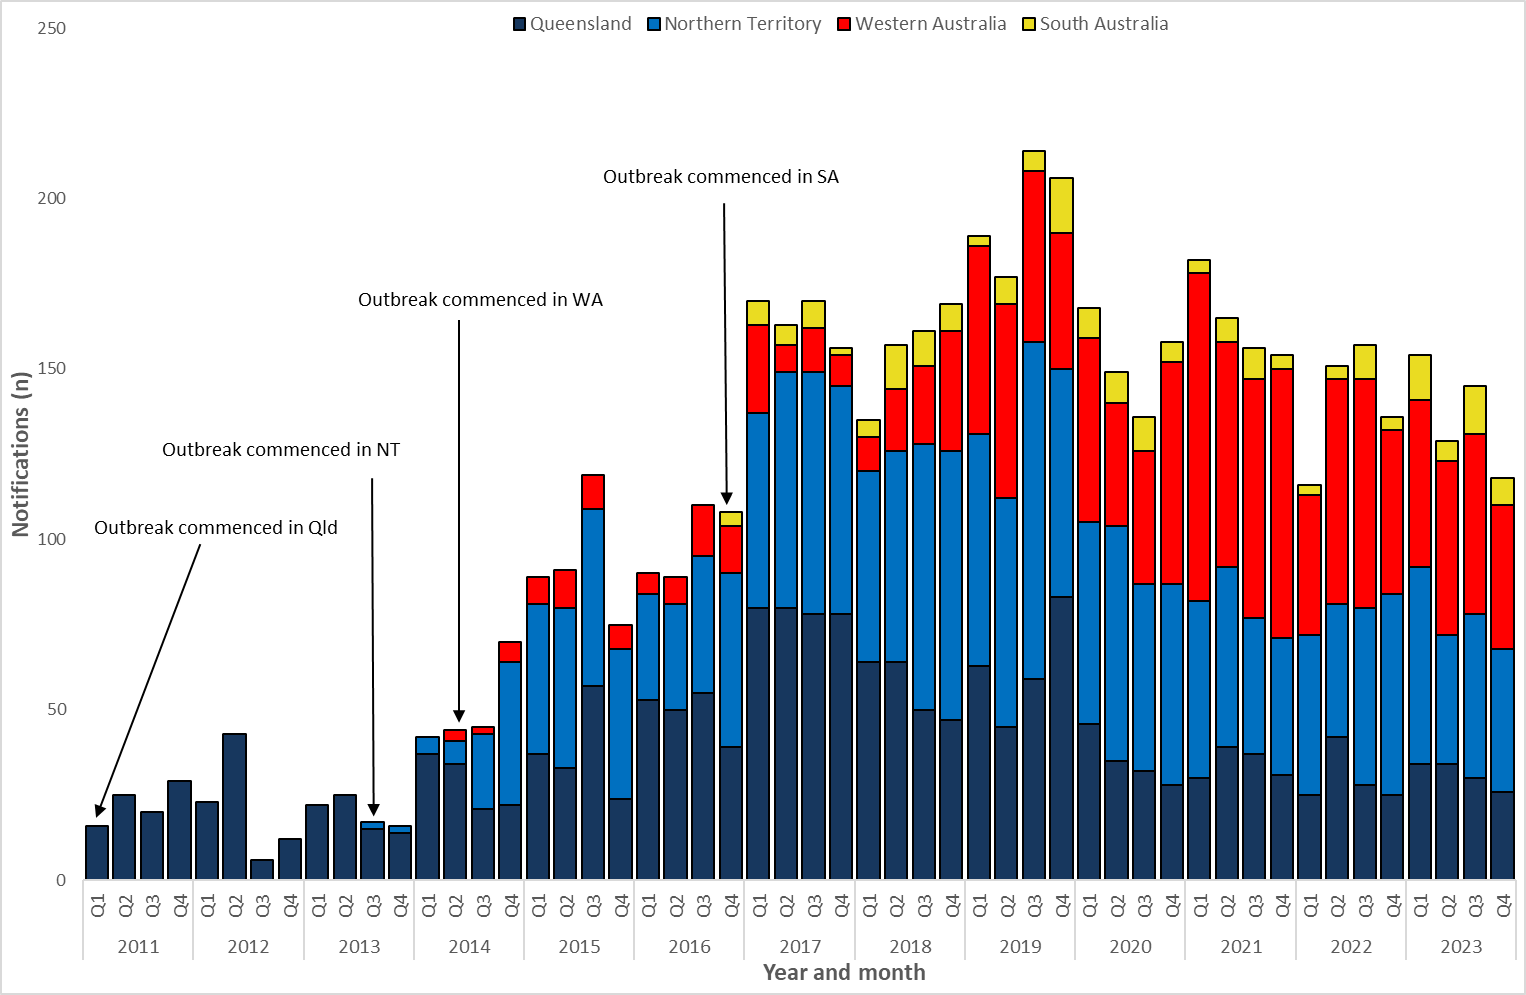 250
Queensland Northern Territory Western Australia South Australia
Outbreak commenced in SA
200
Outbreak commenced in WA
150
Outbreak commenced in NT
Outbreak commenced in Qld
100
50
0
Notifications (n)
Q1 Q2 Q3 Q4 Q1 Q2 Q3 Q4 Q1 Q2 Q3 Q4 Q1 Q2 Q3 Q4 Q1 Q2 Q3 Q4 Q1 Q2 Q3 Q4 Q1 Q2 Q3 Q4 Q1 Q2 Q3 Q4 Q1 Q2 Q3 Q4 Q1 Q2 Q3 Q4 Q1 Q2 Q3 Q4 Q1 Q2 Q3 Q4 Q1 Q2 Q3 Q4
2011 2012 2013 2014 2015 2016 2017 2018 2019 2020 2021 2022 2023
Year and month